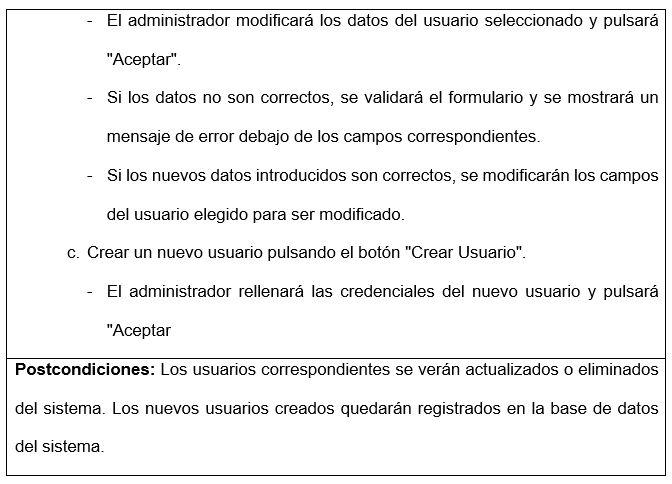 - El administrador modificará los datos del usuario seleccionado y pulsará
"Aceptar".
- Si los datos no son correctos, se validará el formulario y se mostrará un
mensaje de error debajo de los campos correspondientes.
- Si los nuevos datos introducidos son correctos, se modificarán los campos
del usuario elegido para ser modificado.
c. Crear un nuevo usuario pulsando el botón "Crear Usuario".
- El administrador rellenará las credenciales del nuevo usuario y pulsará
"Aceptar
Postcondiciones: Los usuarios correspondientes se verán actualizados o eliminados
del sistema. Los nuevos usuarios creados quedarán registrados en la base de datos
del sistema.